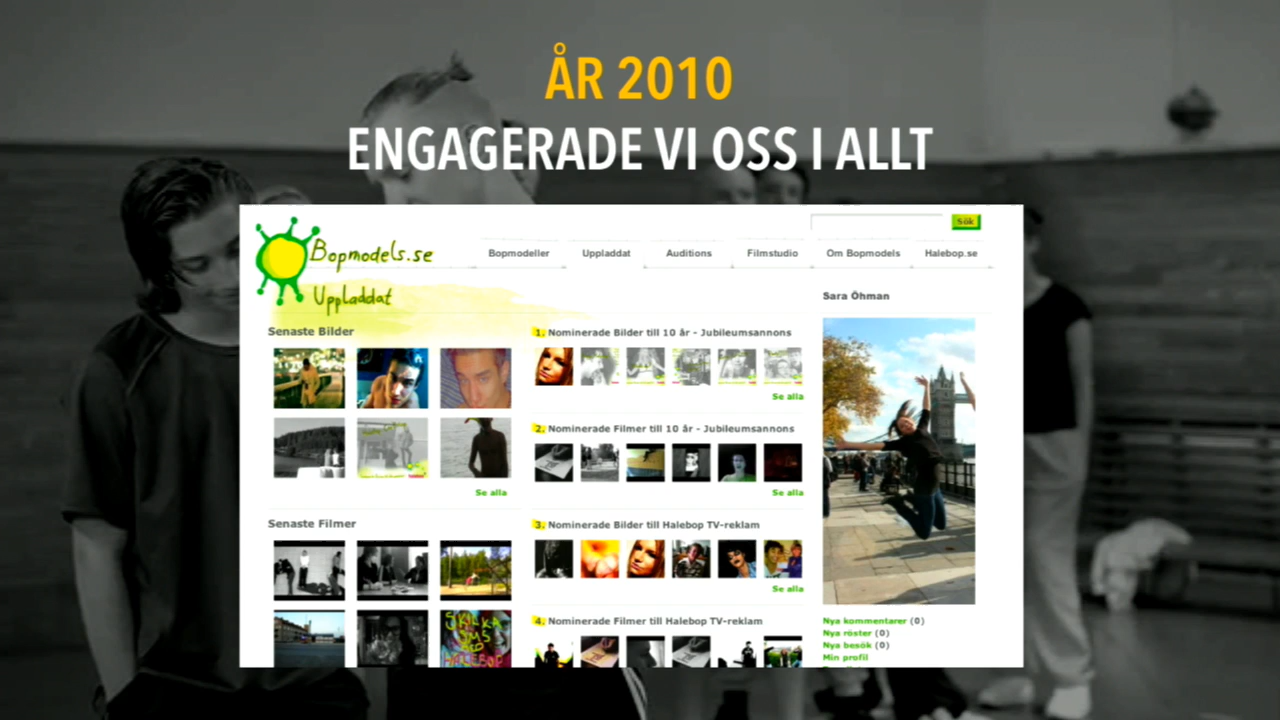 ÅR 2010
ENGAGERADE VI OSS I ALLT
Sök
Bopmodels.se
Bopmodeller
Uppladdat
Auditions
Filmstudio
Om Bopmodels
Halebop.se
Uppladdat
Senaste Bilder
Se alla
Senaste Filmer
SKICKA
SMS
HALEBOP
1. Nominerade Bilder till 10 år - Jubileumsannons
Se alla
2. Nominerade Filmer till 10 år - Jubileumsannons
Se alla
3. Nominerade Bilder till Halebop TV-reklam
Se alla
4. Nominerade Filmer till Halebop TV-reklam
Sara Öhman
Nya kommentarer (0)
Nya röster (0)
Nya besök (0)
Min profil